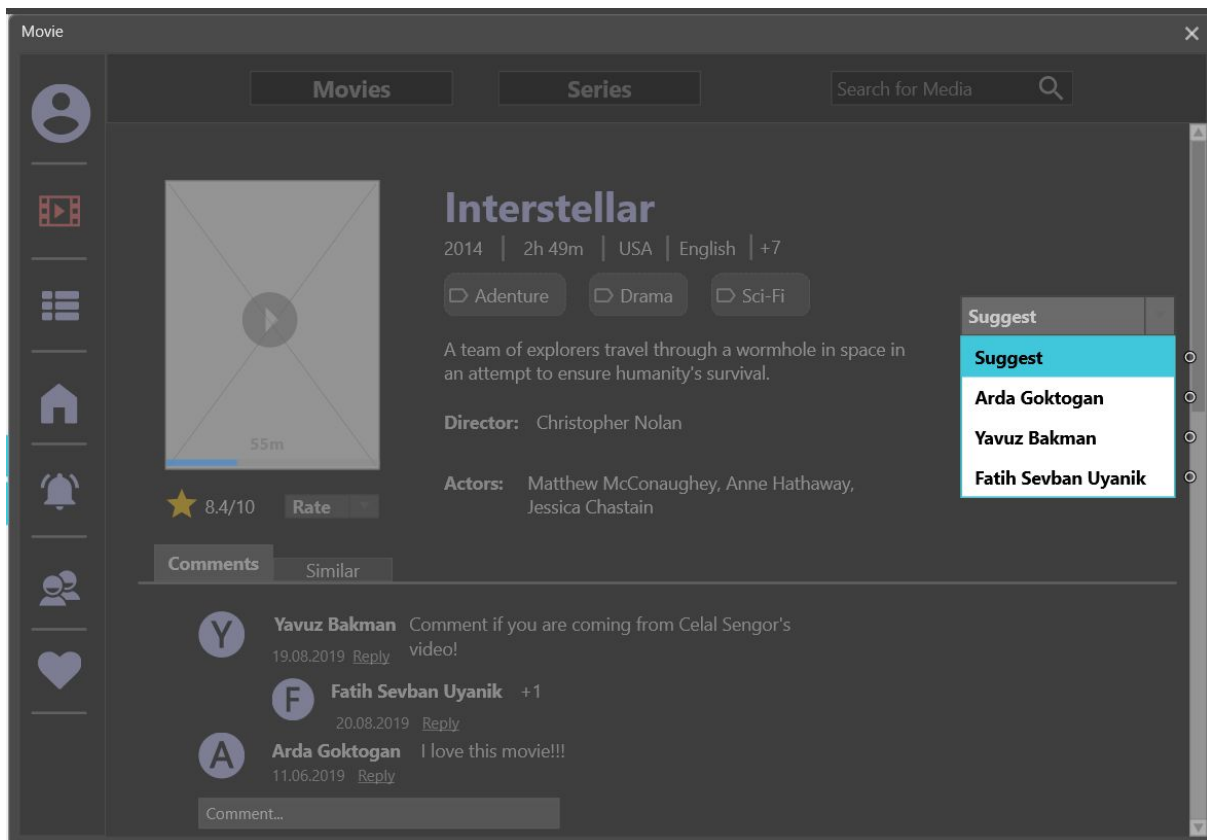 Movie
Movies
Series
Search for Media
Interstellar
2014 | 2h 49m | USA | English | +7
Adenture
Drama
Sci-Fi
A team of explorers travel through a wormhole in space in
an attempt to ensure humanity's survival.
Director: Christopher Nolan
Actors: Matthew McConaughey, Anne Hathaway,
Jessica Chastain
55m
8.4/10
Rate
Suggest
Suggest
Arda Goktogan
Yavuz Bakman
Fatih Sevban Uyanik
Comments
Similar
Y
Yavuz Bakman Comment if you are coming from Celal Sengor's
video!
19.08.2019 Reply
F
Fatih Sevban Uyanik +1
20.08.2019 Reply
A
Arda Goktogan I love this movie!!!
11.06.2019 Reply
Comment...